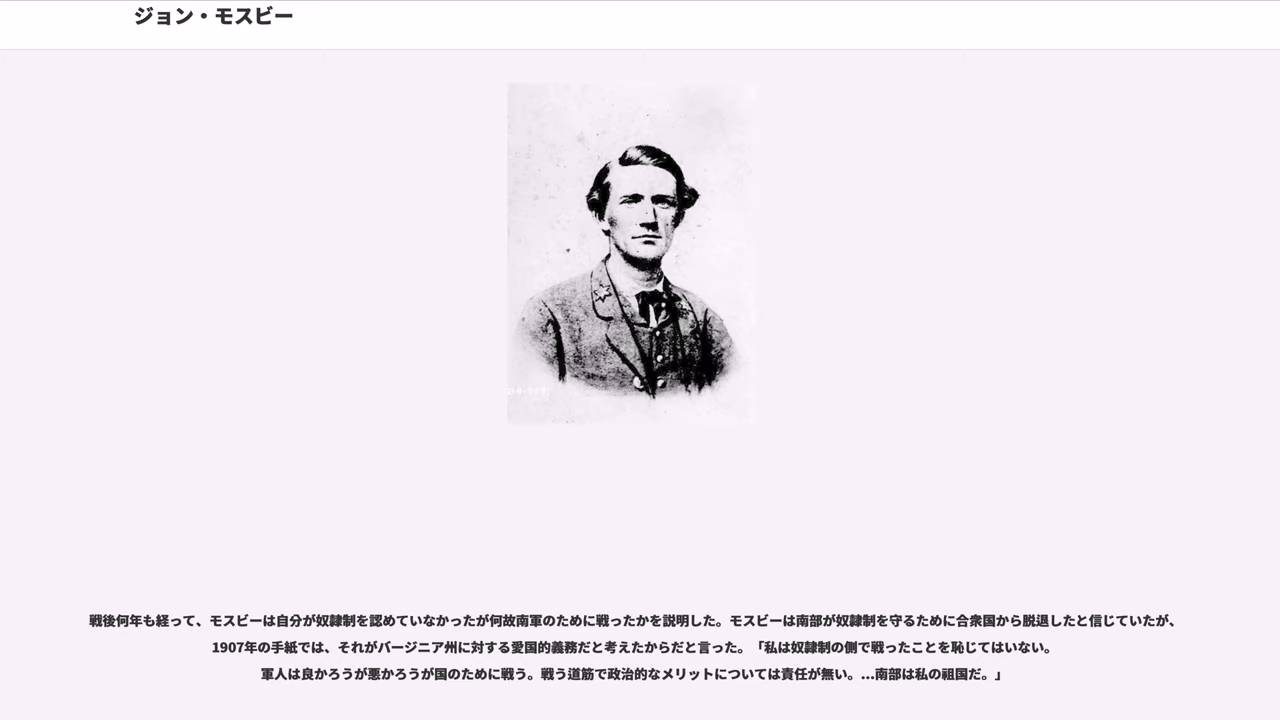 ジョン・モスビー
戦後何年も経って、モスビーは自分が奴隷制を認めていなかったが何故南軍のために戦ったかを説明した。モスビーは南部が奴隷制を守るために合衆国から脱退したと信じていたが、
1907年の手紙では、それがバージニア州に対する愛国的義務だと考えたからだと言った。「私は奴隷制の側で戦ったことを恥じてはいない。
軍人は良かろうが悪かろうが国のために戦う。戦う道筋で政治的なメリットについては責任が無い。...南部は私の祖国だ。」